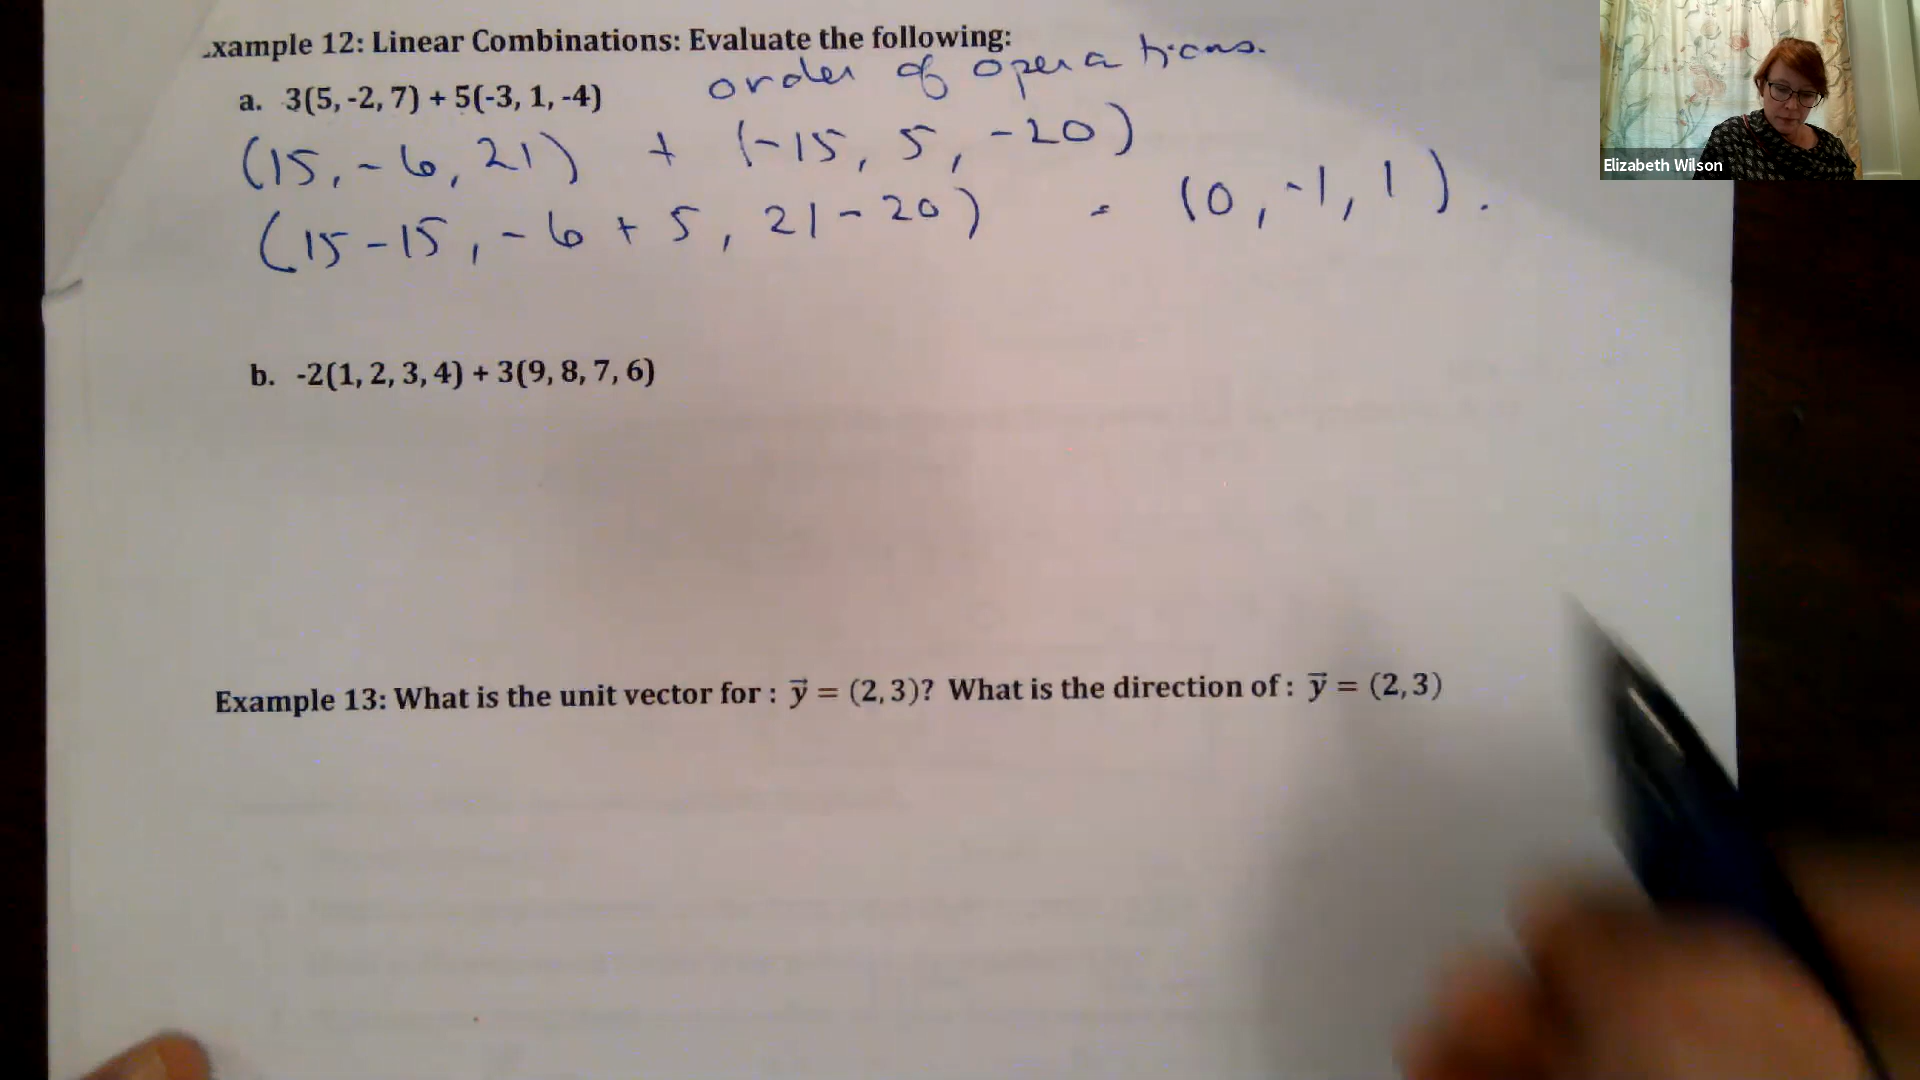 xample 12: Linear Combinations: Evaluate the following:
order of operations.
a. 3(5, -2, 7) + 5(-3, 1, -4)
(15, -6, 21) + (-15, 5, -20)
(15-15, -6+5, 21-20) = (0, -1, 1).
b. -2(1, 2, 3, 4) + 3(9, 8, 7, 6)
Example 13: What is the unit vector for : y⃗ = (2, 3)? What is the direction of : y⃗ = (2, 3)
Elizabeth Wilson